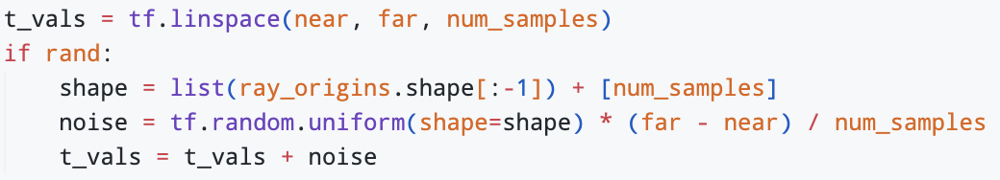 t_vals = tf.linspace(near, far, num_samples)
if rand:
    shape = list(ray_origins.shape[:-1]) + [num_samples]
    noise = tf.random.uniform(shape=shape) * (far - near) / num_samples
    t_vals = t_vals + noise